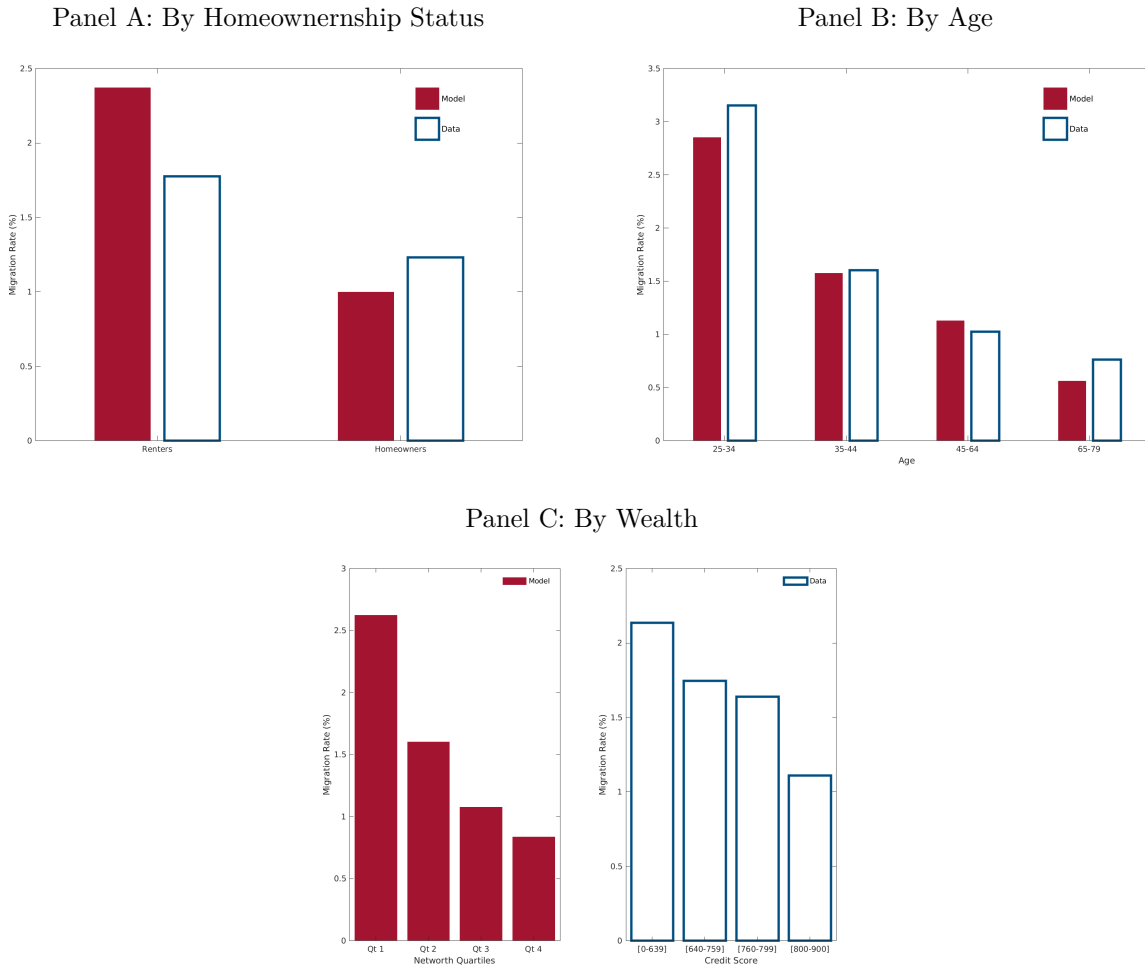 Panel A: By Homeownernship Status
2.5
2
1.5
1
0.5
0
Migration Rate (%)
Model
Data
Renters
Homeowners
Panel B: By Age
3.5
3
2.5
2
1.5
1
0.5
0
Migration Rate (%)
Model
Data
25-34
35-44
45-64
65-79
Age
Panel C: By Wealth
3
2.5
2
1.5
1
0.5
0
Migration Rate (%)
Model
Qt 1
Qt 2
Qt 3
Qt 4
Networth Quartiles
2.5
2
1.5
1
0.5
0
Migration Rate (%)
Data
[0-639]
[640-759]
[760-799]
[800-900]
Credit Score